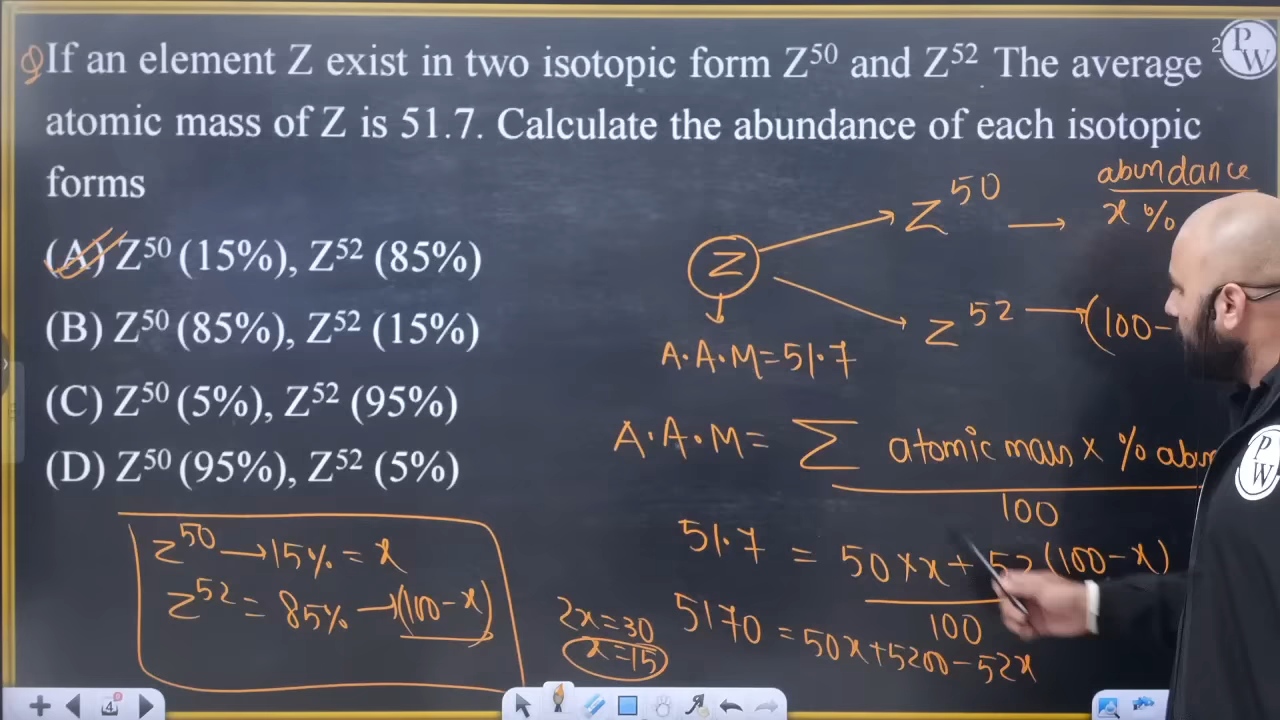 Q If an element Z exist in two isotopic form Z⁵⁰ and Z⁵² The average
atomic mass of Z is 51.7. Calculate the abundance of each isotopic
forms
(A) Z⁵⁰ (15%), Z⁵² (85%)
(B) Z⁵⁰ (85%), Z⁵² (15%)
(C) Z⁵⁰ (5%), Z⁵² (95%)
(D) Z⁵⁰ (95%), Z⁵² (5%)
abundance
Z⁵⁰ → x %
Z
Z⁵² → (100-
A.A.M=51.7
A.A.M= Σ atomic mass x % abun
100
51.7 = 50xx+ 52(100-x)
100
5170 = 50x+5200-52x
2x=30
x=15
Z⁵⁰ → 15% = x
Z⁵² = 85% → (100-x)
2
PW
PW
4